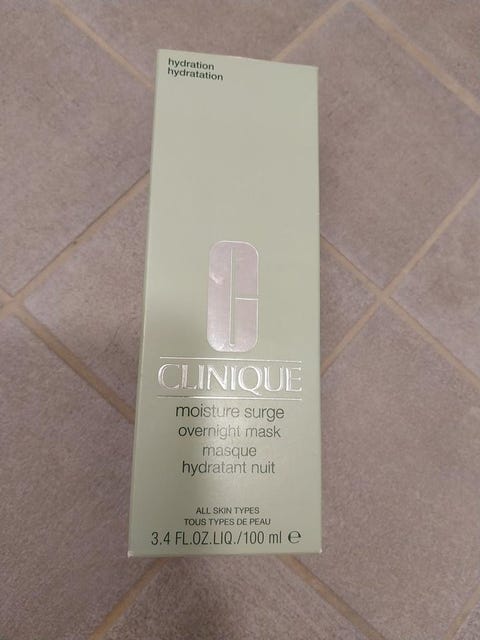 hydration
hydratation
CLINIQUE
moisture surge
overnight mask
masque
hydratant nuit
ALL SKIN TYPES
TOUS TYPES DE PEAU
3.4 FL.OZ.LIQ./100 ml ℮